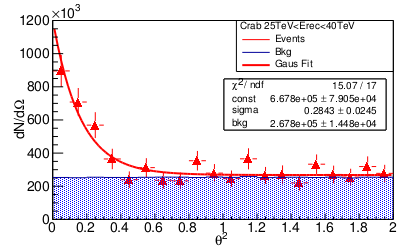 ×10³
Crab 25TeV<Erec<40TeV
Events
Bkg
Gaus Fit
χ² / ndf 15.07 / 17
const 6.678e+05 ± 7.905e+04
sigma 0.2843 ± 0.0245
bkg 2.678e+05 ± 1.448e+04
dN/dΩ
1200
1000
800
600
400
200
0
0 0.2 0.4 0.6 0.8 1 1.2 1.4 1.6 1.8 2
θ²